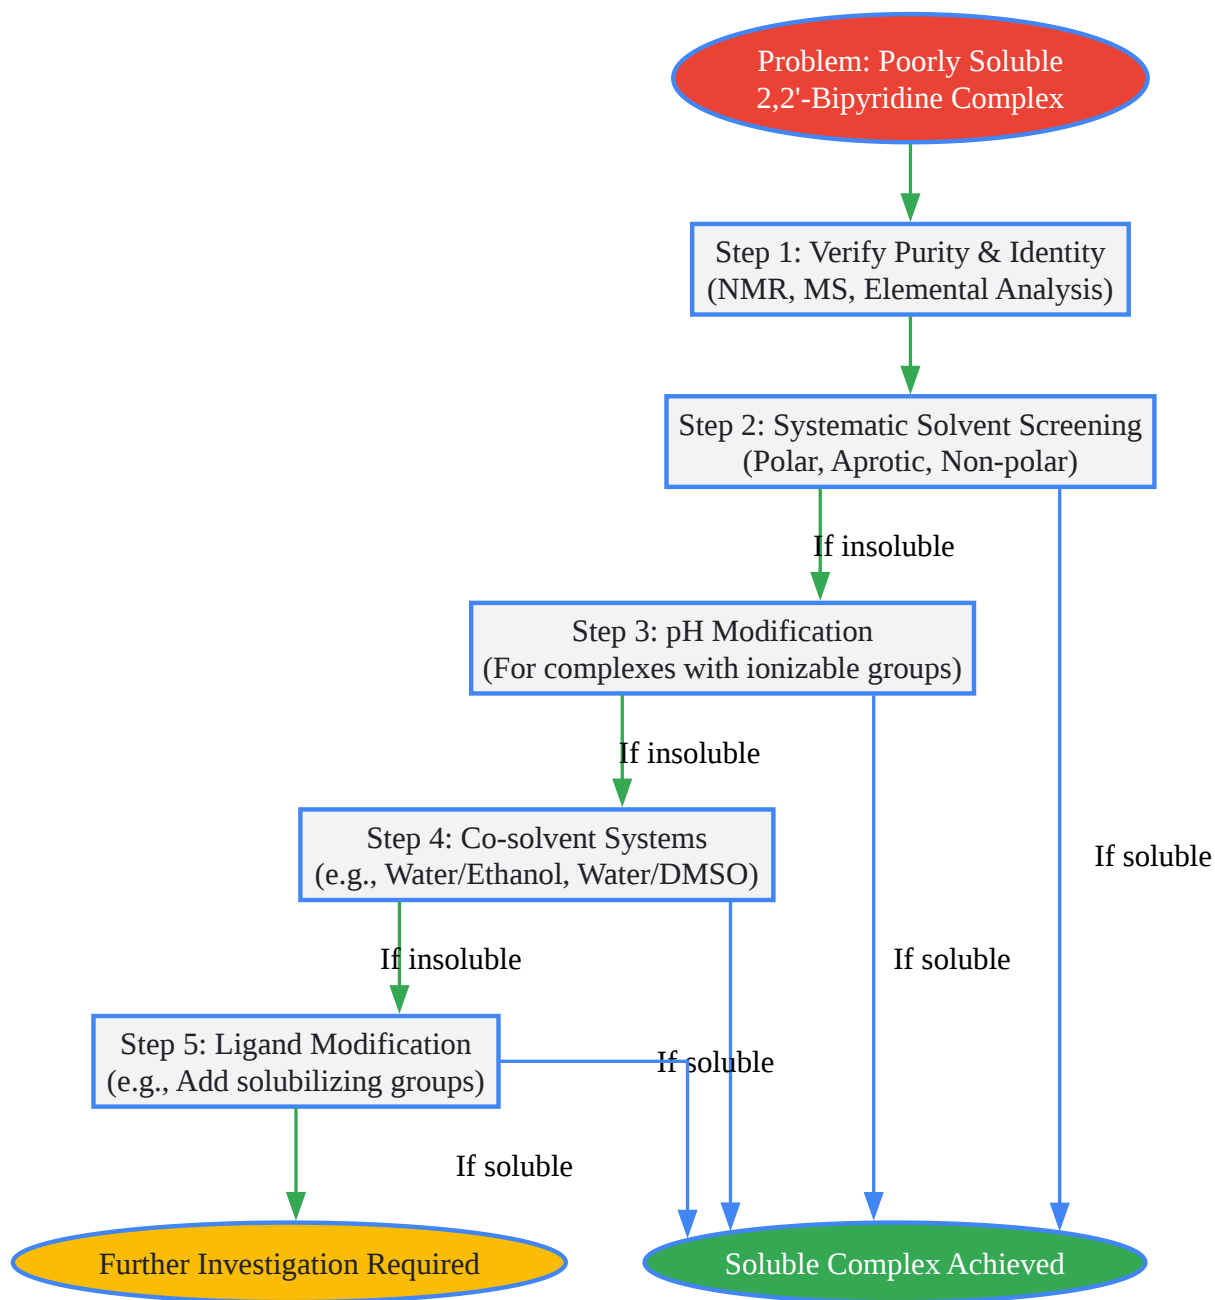 Problem: Poorly Soluble
2,2'-Bipyridine Complex
Step 1: Verify Purity & Identity
(NMR, MS, Elemental Analysis)
Step 2: Systematic Solvent Screening
(Polar, Aprotic, Non-polar)
If insoluble
Step 3: pH Modification
(For complexes with ionizable groups)
If insoluble
Step 4: Co-solvent Systems
(e.g., Water/Ethanol, Water/DMSO)
If soluble
If insoluble
If soluble
Step 5: Ligand Modification
(e.g., Add solubilizing groups)
If soluble
If soluble
Further Investigation Required
Soluble Complex Achieved